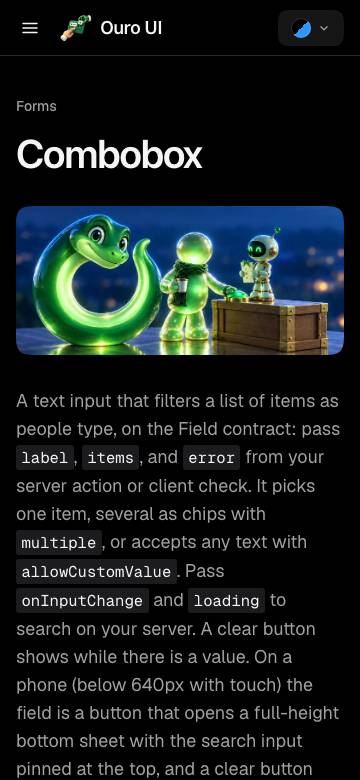 Ouro UI
Forms
Combobox
A text input that filters a list of items as
people type, on the Field contract: pass
label, items, and error from your
server action or client check. It picks
one item, several as chips with
multiple, or accepts any text with
allowCustomValue. Pass
onInputChange and loading to
search on your server. A clear button
shows while there is a value. On a
phone (below 640px with touch) the
field is a button that opens a full-height
bottom sheet with the search input
pinned at the top, and a clear button